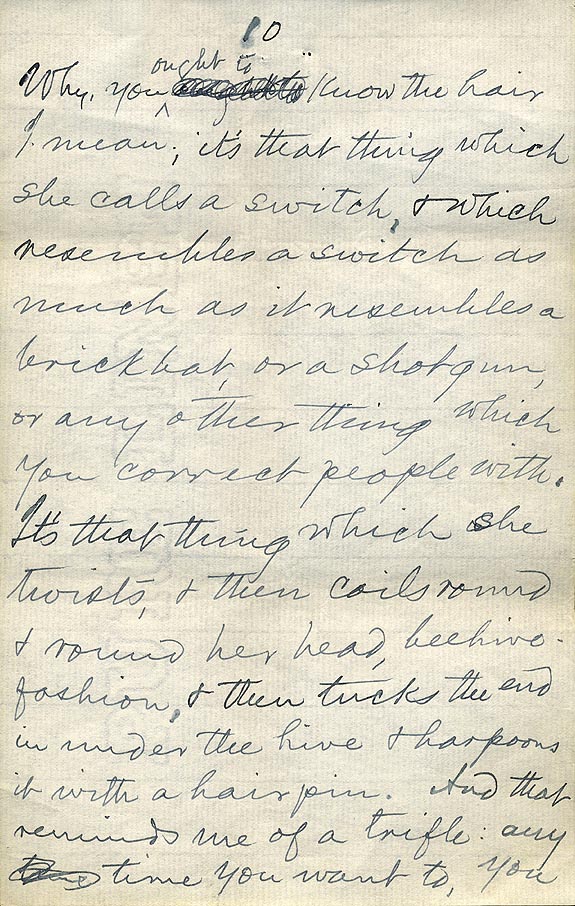 10
ought to
Why, you know the hair
I mean; it's that thing which
she calls a switch, & which
resembles a switch as
much as it resembles a
brickbat, or a shotgun,
or any other thing which
you correct people with.
It's that thing which she
twists, & then coils round
& round her head, beehive-
fashion, & then tucks the end
in under the hive & harpoons
it with a hairpin. And that
reminds me of a trifle: any
time you want to, you